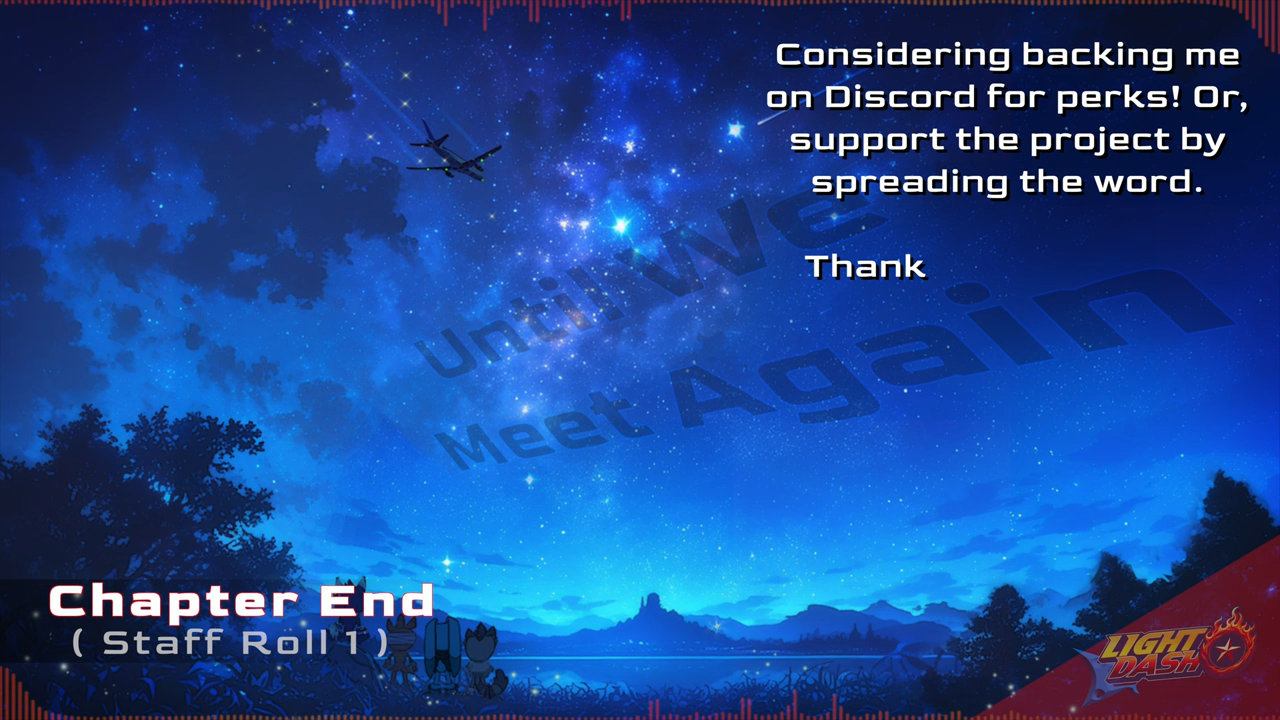 Considering backing me
on Discord for perks! Or,
support the project by
spreading the word.
Thank
Until We
Meet Again
Chapter End
( Staff Roll 1 )
LIGHT
DASH